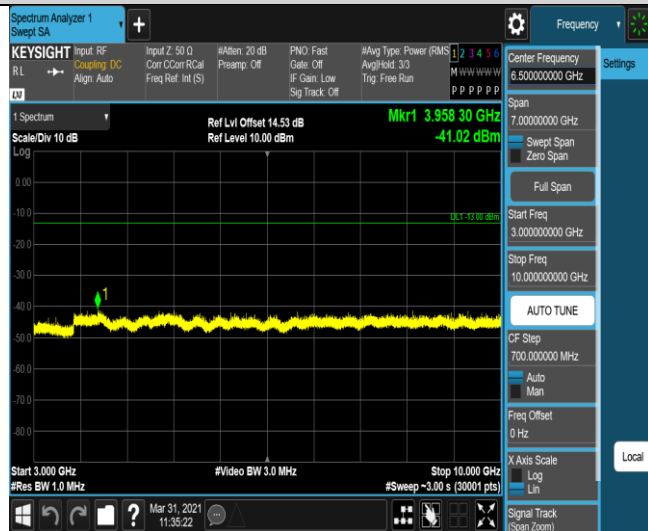 Spectrum Analyzer 1
Swept SA
+
Frequency
KEYSIGHT
RL
LXI
Input: RF
Coupling: DC
Align: Auto
Input Z: 50 Ω
Corr CCorr RCal
Freq Ref: Int (S)
#Atten: 20 dB
Preamp: Off
PNO: Fast
Gate: Off
IF Gain: Low
Sig Track: Off
#Avg Type: Power (RMS
Avg|Hold: 3/3
Trig: Free Run
1 2 3 4 5 6
M W W W W W
P P P P P P
1 Spectrum
Scale/Div 10 dB
Log
Ref Lvl Offset 14.53 dB
Ref Level 10.00 dBm
Mkr1 3.958 30 GHz
-41.02 dBm
0.00
-10.0
DL1 -13.00 dBm
-20.0
-30.0
-40.0
1
-50.0
-60.0
-70.0
-80.0
Start 3.000 GHz
#Res BW 1.0 MHz
#Video BW 3.0 MHz
Stop 10.000 GHz
#Sweep ~3.00 s (30001 pts)
Center Frequency
6.500000000 GHz
Settings
Span
7.00000000 GHz
Swept Span
Zero Span
Full Span
Start Freq
3.000000000 GHz
Stop Freq
10.000000000 GHz
AUTO TUNE
CF Step
700.000000 MHz
Auto
Man
Freq Offset
0 Hz
X Axis Scale
Log
Lin
Local
Signal Track
(Span Zoom)
?
Mar 31, 2021
11:35:22